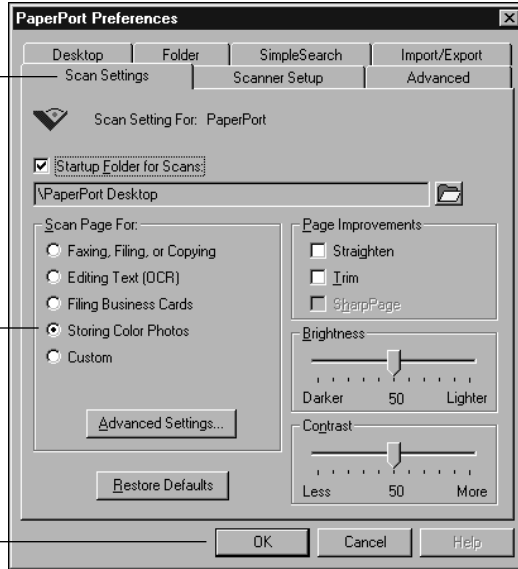 PaperPort Preferences
Desktop Folder SimpleSearch Import/Export
Scan Settings Scanner Setup Advanced
Scan Setting For: PaperPort
Startup Folder for Scans:
\PaperPort Desktop
Scan Page For:
Faxing, Filing, or Copying
Editing Text (OCR)
Filing Business Cards
Storing Color Photos
Custom
Advanced Settings...
Restore Defaults
Page Improvements
Straighten
Trim
SharpPage
Brightness
Darker 50 Lighter
Contrast
Less 50 More
OK Cancel Help